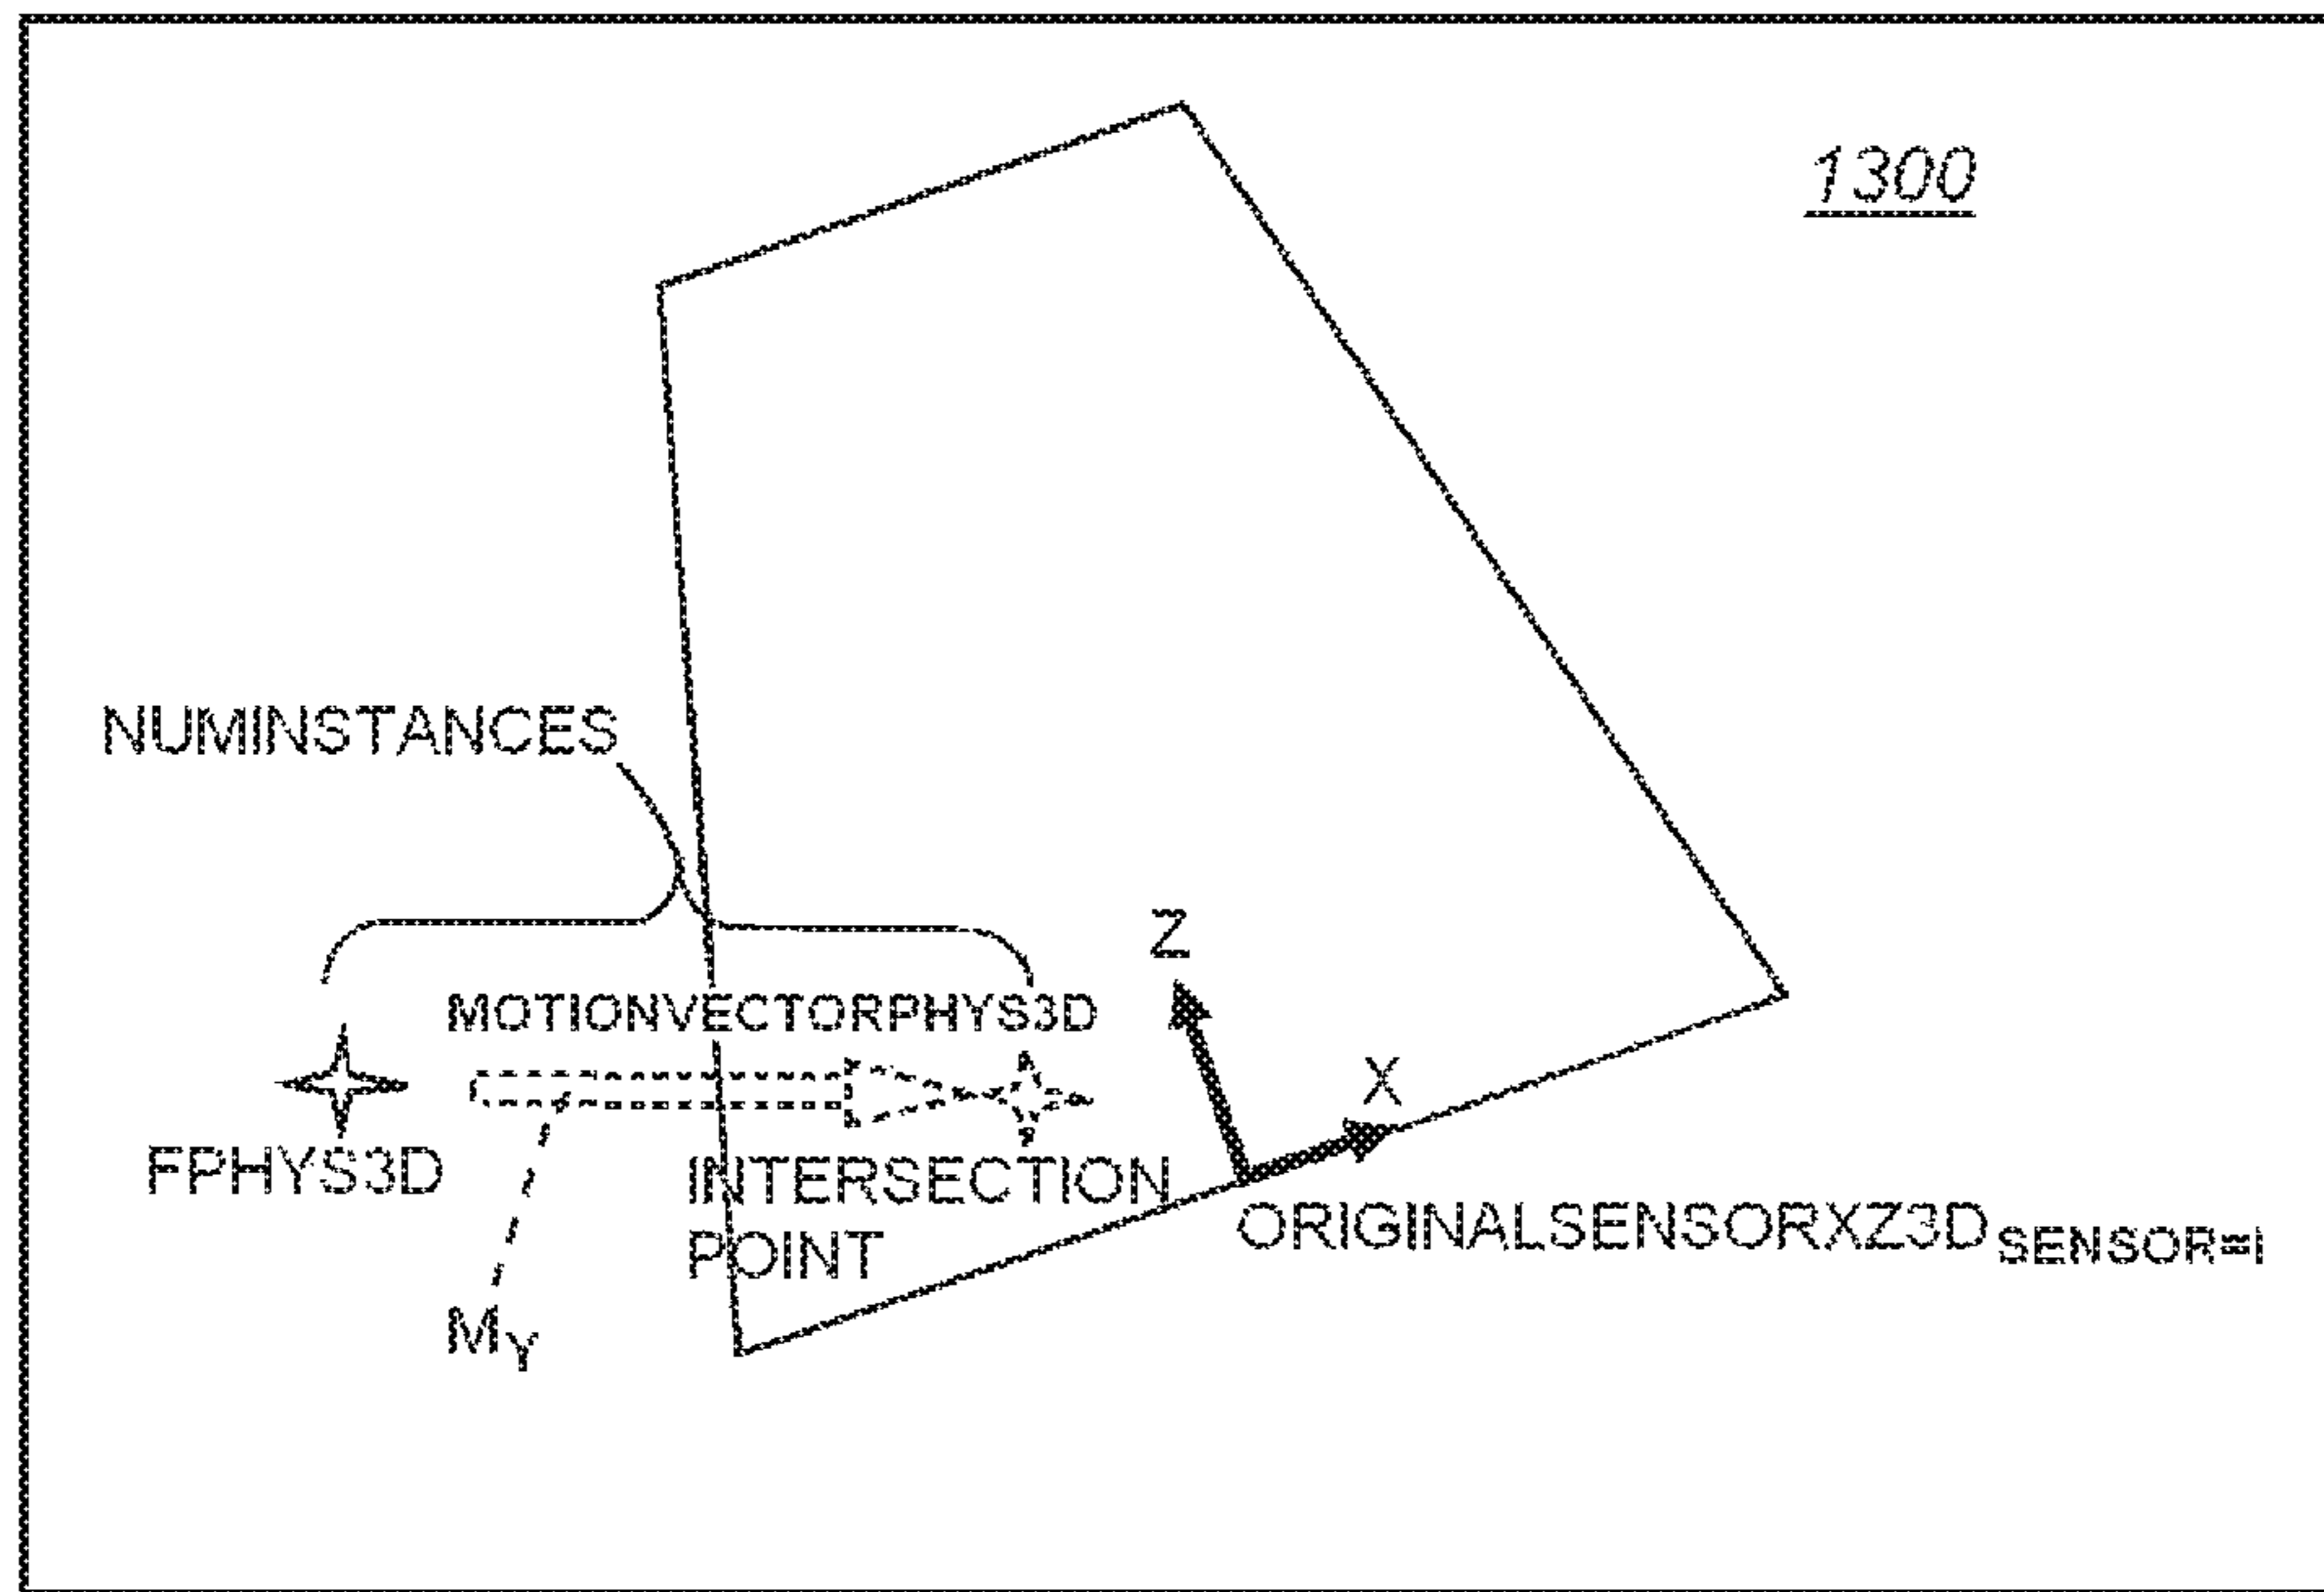 1300
NUMINSTANCES
Z
MOTIONVECTORPHYS3D
X
FPHYS3D
INTERSECTION
POINT
ORIGINALSENSORXZ3D SENSOR=I
MY